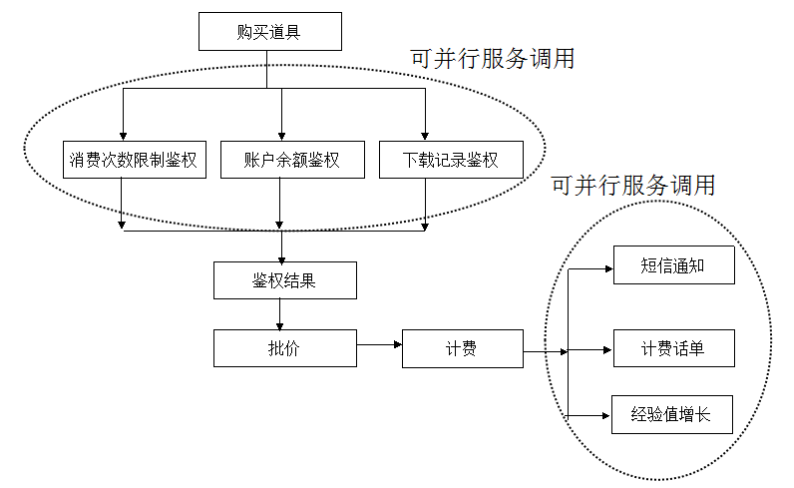 购买道具
可并行服务调用
消费次数限制鉴权
账户余额鉴权
下载记录鉴权
可并行服务调用
鉴权结果
短信通知
批价
计费
计费话单
经验值增长